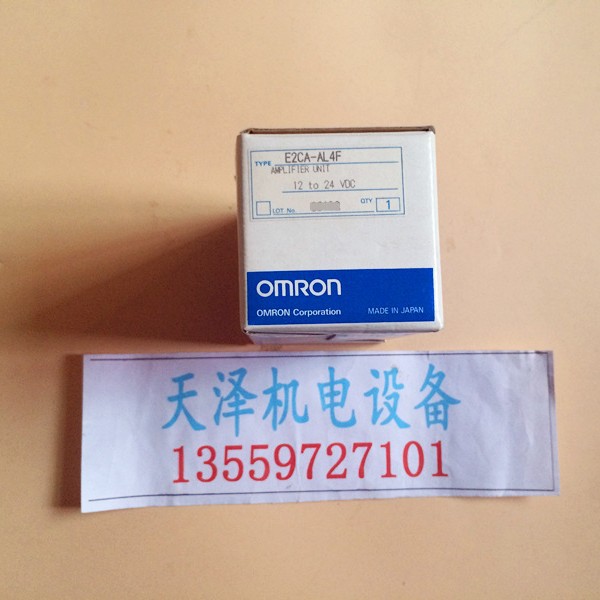 TYPE E2CA-AL4F
AMPLIFIER UNIT
12 to 24 VDC
LOT No. QTY 1
OMRON
OMRON Corporation MADE IN JAPAN
天泽机电设备
13559727101